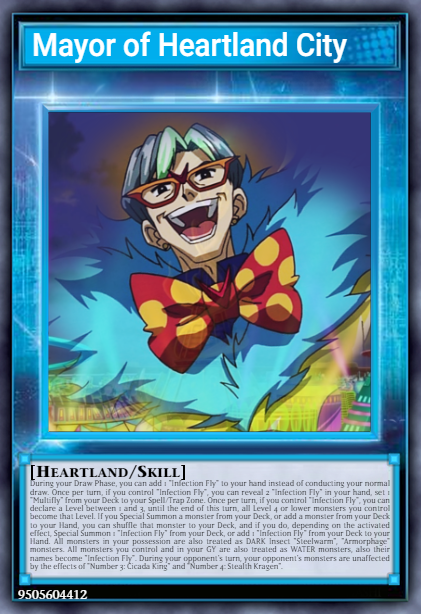 Mayor of Heartland City
[Heartland/Skill]
During your Draw Phase, you can add 1 "Infection Fly" to your hand instead of conducting your normal
draw. Once per turn, if you control "Infection Fly", you can reveal 2 "Infection Fly" in your hand, set 1
"Multifly" from your Deck to your Spell/Trap Zone. Once per turn, if you control "Infection Fly", you can
declare a Level between 1 and 3, until the end of this turn, all Level 4 or lower monsters you control
become that Level. If you Special Summon a monster from your Deck, or add a monster from your Deck
to your Hand, you can shuffle that monster to your Deck, and if you do, depending on the activated
effect, Special Summon 1 "Infection Fly" from your Deck, or add 1 "Infection Fly" from your Deck to your
Hand. All monsters in your possession are also treated as DARK Insect "Steelwarm", "Armorphage"
monsters. All monsters you control and in your GY are also treated as WATER monsters, also their
names become "Infection Fly". During your opponent's turn, your opponent's monsters are unaffected
by the effects of "Number 3: Cicada King" and "Number 4: Stealth Kragen".
9505604412